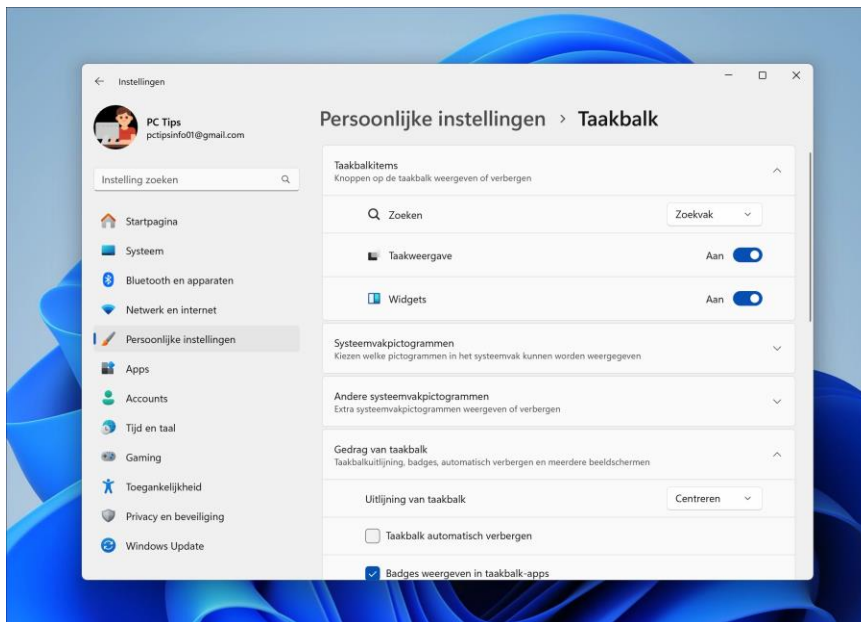 Instellingen
PC Tips
pctipsinfo01@gmail.com
Instelling zoeken
Startpagina
Systeem
Bluetooth en apparaten
Netwerk en internet
Persoonlijke instellingen
Apps
Accounts
Tijd en taal
Gaming
Toegankelijkheid
Privacy en beveiliging
Windows Update
Persoonlijke instellingen > Taakbalk
Taakbalkitems
Knoppen op de taakbalk weergeven of verbergen
Zoeken Zoekvak
Taakweergave Aan
Widgets Aan
Systeemvakpictogrammen
Kiezen welke pictogrammen in het systeemvak kunnen worden weergegeven
Andere systeemvakpictogrammen
Extra systeemvakpictogrammen weergeven of verbergen
Gedrag van taakbalk
Taakbalkuitlijning, badges, automatisch verbergen en meerdere beeldschermen
Uitlijning van taakbalk Centreren
Taakbalk automatisch verbergen
Badges weergeven in taakbalk-apps